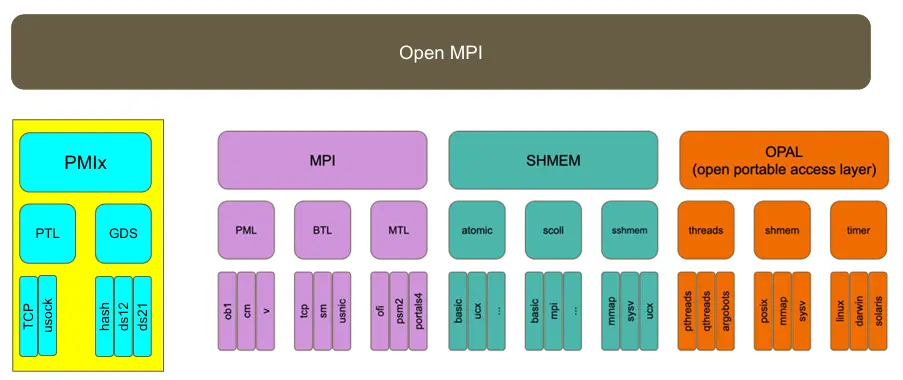 Open MPI
PMIx
MPI
SHMEM
OPAL
(open portable access layer)
PTL
GDS
PML
BTL
MTL
atomic
scoll
sshmem
threads
shmem
timer
TCP
usock
hash
ds12
ds21
ob1
cm
v
tcp
sm
usnic
ofi
psm2
portals4
basic
ucx
...
basic
mpi
...
mmap
sysv
ucx
pthreads
qthreads
argobots
posix
mmap
sysv
linux
darwin
solaris